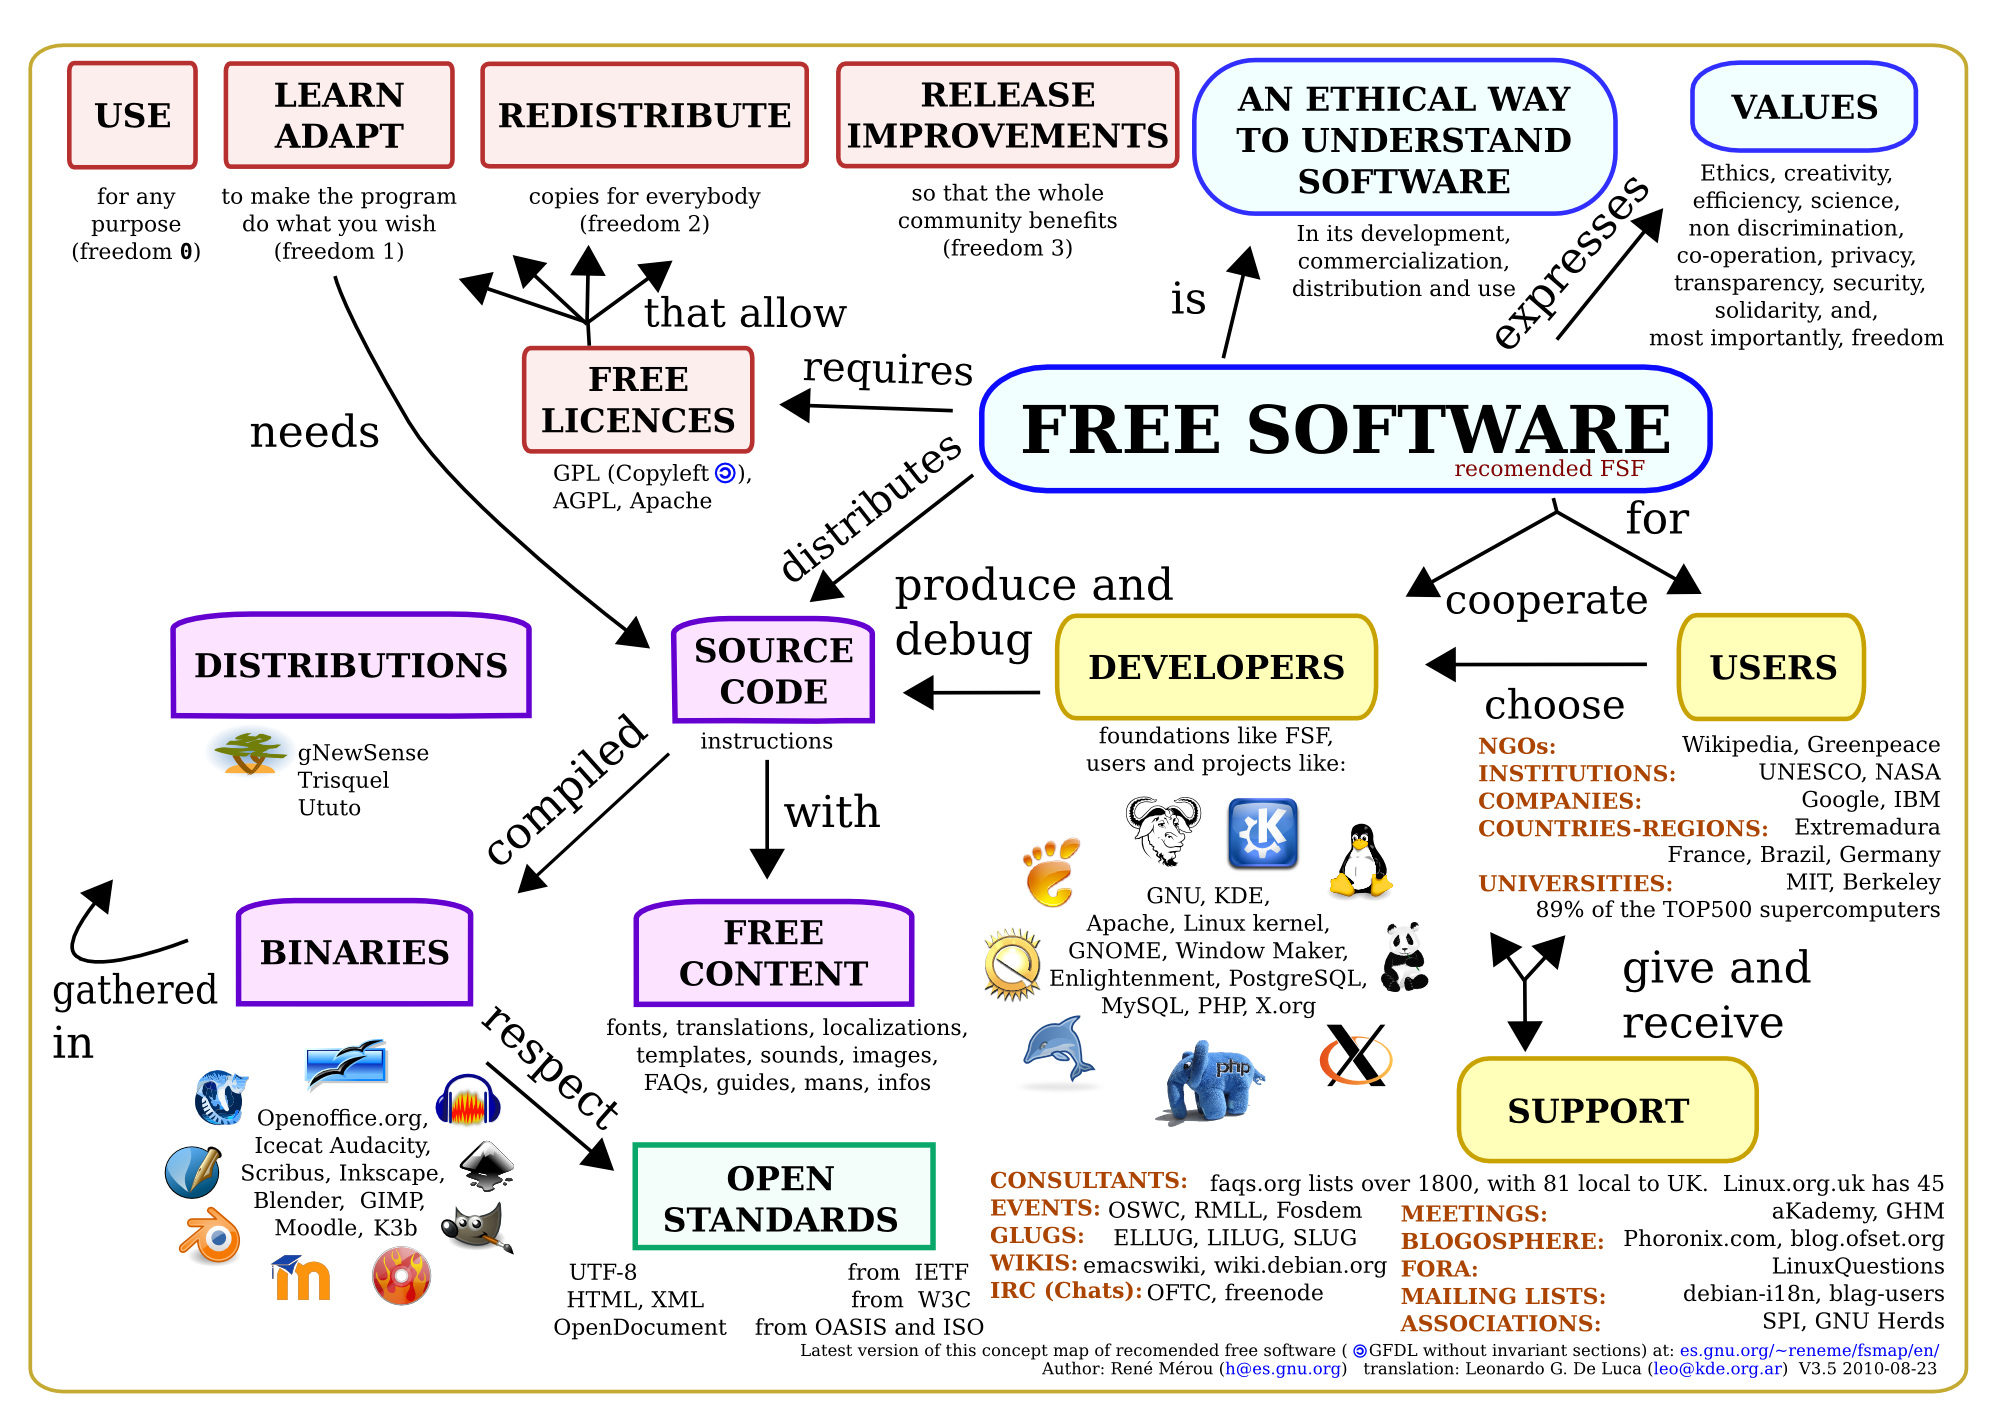 USE
for any
purpose
(freedom 0)
LEARN
ADAPT
to make the program
do what you wish
(freedom 1)
REDISTRIBUTE
copies for everybody
(freedom 2)
RELEASE
IMPROVEMENTS
so that the whole
community benefits
(freedom 3)
AN ETHICAL WAY
TO UNDERSTAND
SOFTWARE
In its development,
commercialization,
distribution and use
VALUES
Ethics, creativity,
efficiency, science,
non discrimination,
co-operation, privacy,
transparency, security,
solidarity, and,
most importantly, freedom
that allow
is
expresses
FREE
LICENCES
GPL (Copyleft ),
AGPL, Apache
requires
FREE SOFTWARE
recomended FSF
needs
distributes
for
DISTRIBUTIONS
gNewSense
Trisquel
Ututo
SOURCE
CODE
instructions
produce and
debug
DEVELOPERS
foundations like FSF,
users and projects like:
cooperate
choose
USERS
NGOs: Wikipedia, Greenpeace
INSTITUTIONS: UNESCO, NASA
COMPANIES: Google, IBM
COUNTRIES-REGIONS: Extremadura
France, Brazil, Germany
UNIVERSITIES: MIT, Berkeley
89% of the TOP500 supercomputers
compiled
with
GNU, KDE,
Apache, Linux kernel,
GNOME, Window Maker,
Enlightenment, PostgreSQL,
MySQL, PHP, X.org
php
gathered
in
BINARIES
Openoffice.org,
Icecat Audacity,
Scribus, Inkscape,
Blender, GIMP,
Moodle, K3b
respect
FREE
CONTENT
fonts, translations, localizations,
templates, sounds, images,
FAQs, guides, mans, infos
OPEN
STANDARDS
UTF-8 from IETF
HTML, XML from W3C
OpenDocument from OASIS and ISO
give and
receive
SUPPORT
CONSULTANTS: faqs.org lists over 1800, with 81 local to UK. Linux.org.uk has 45
EVENTS: OSWC, RMLL, Fosdem
GLUGS: ELLUG, LILUG, SLUG
WIKIS: emacswiki, wiki.debian.org
IRC (Chats): OFTC, freenode
MEETINGS: aKademy, GHM
BLOGOSPHERE: Phoronix.com, blog.ofset.org
FORA: LinuxQuestions
MAILING LISTS: debian-i18n, blag-users
ASSOCIATIONS: SPI, GNU Herds
Latest version of this concept map of recomended free software ( GFDL without invariant sections) at: es.gnu.org/~reneme/fsmap/en/
Author: René Mérou (h@es.gnu.org) translation: Leonardo G. De Luca (leo@kde.org.ar) V3.5 2010-08-23